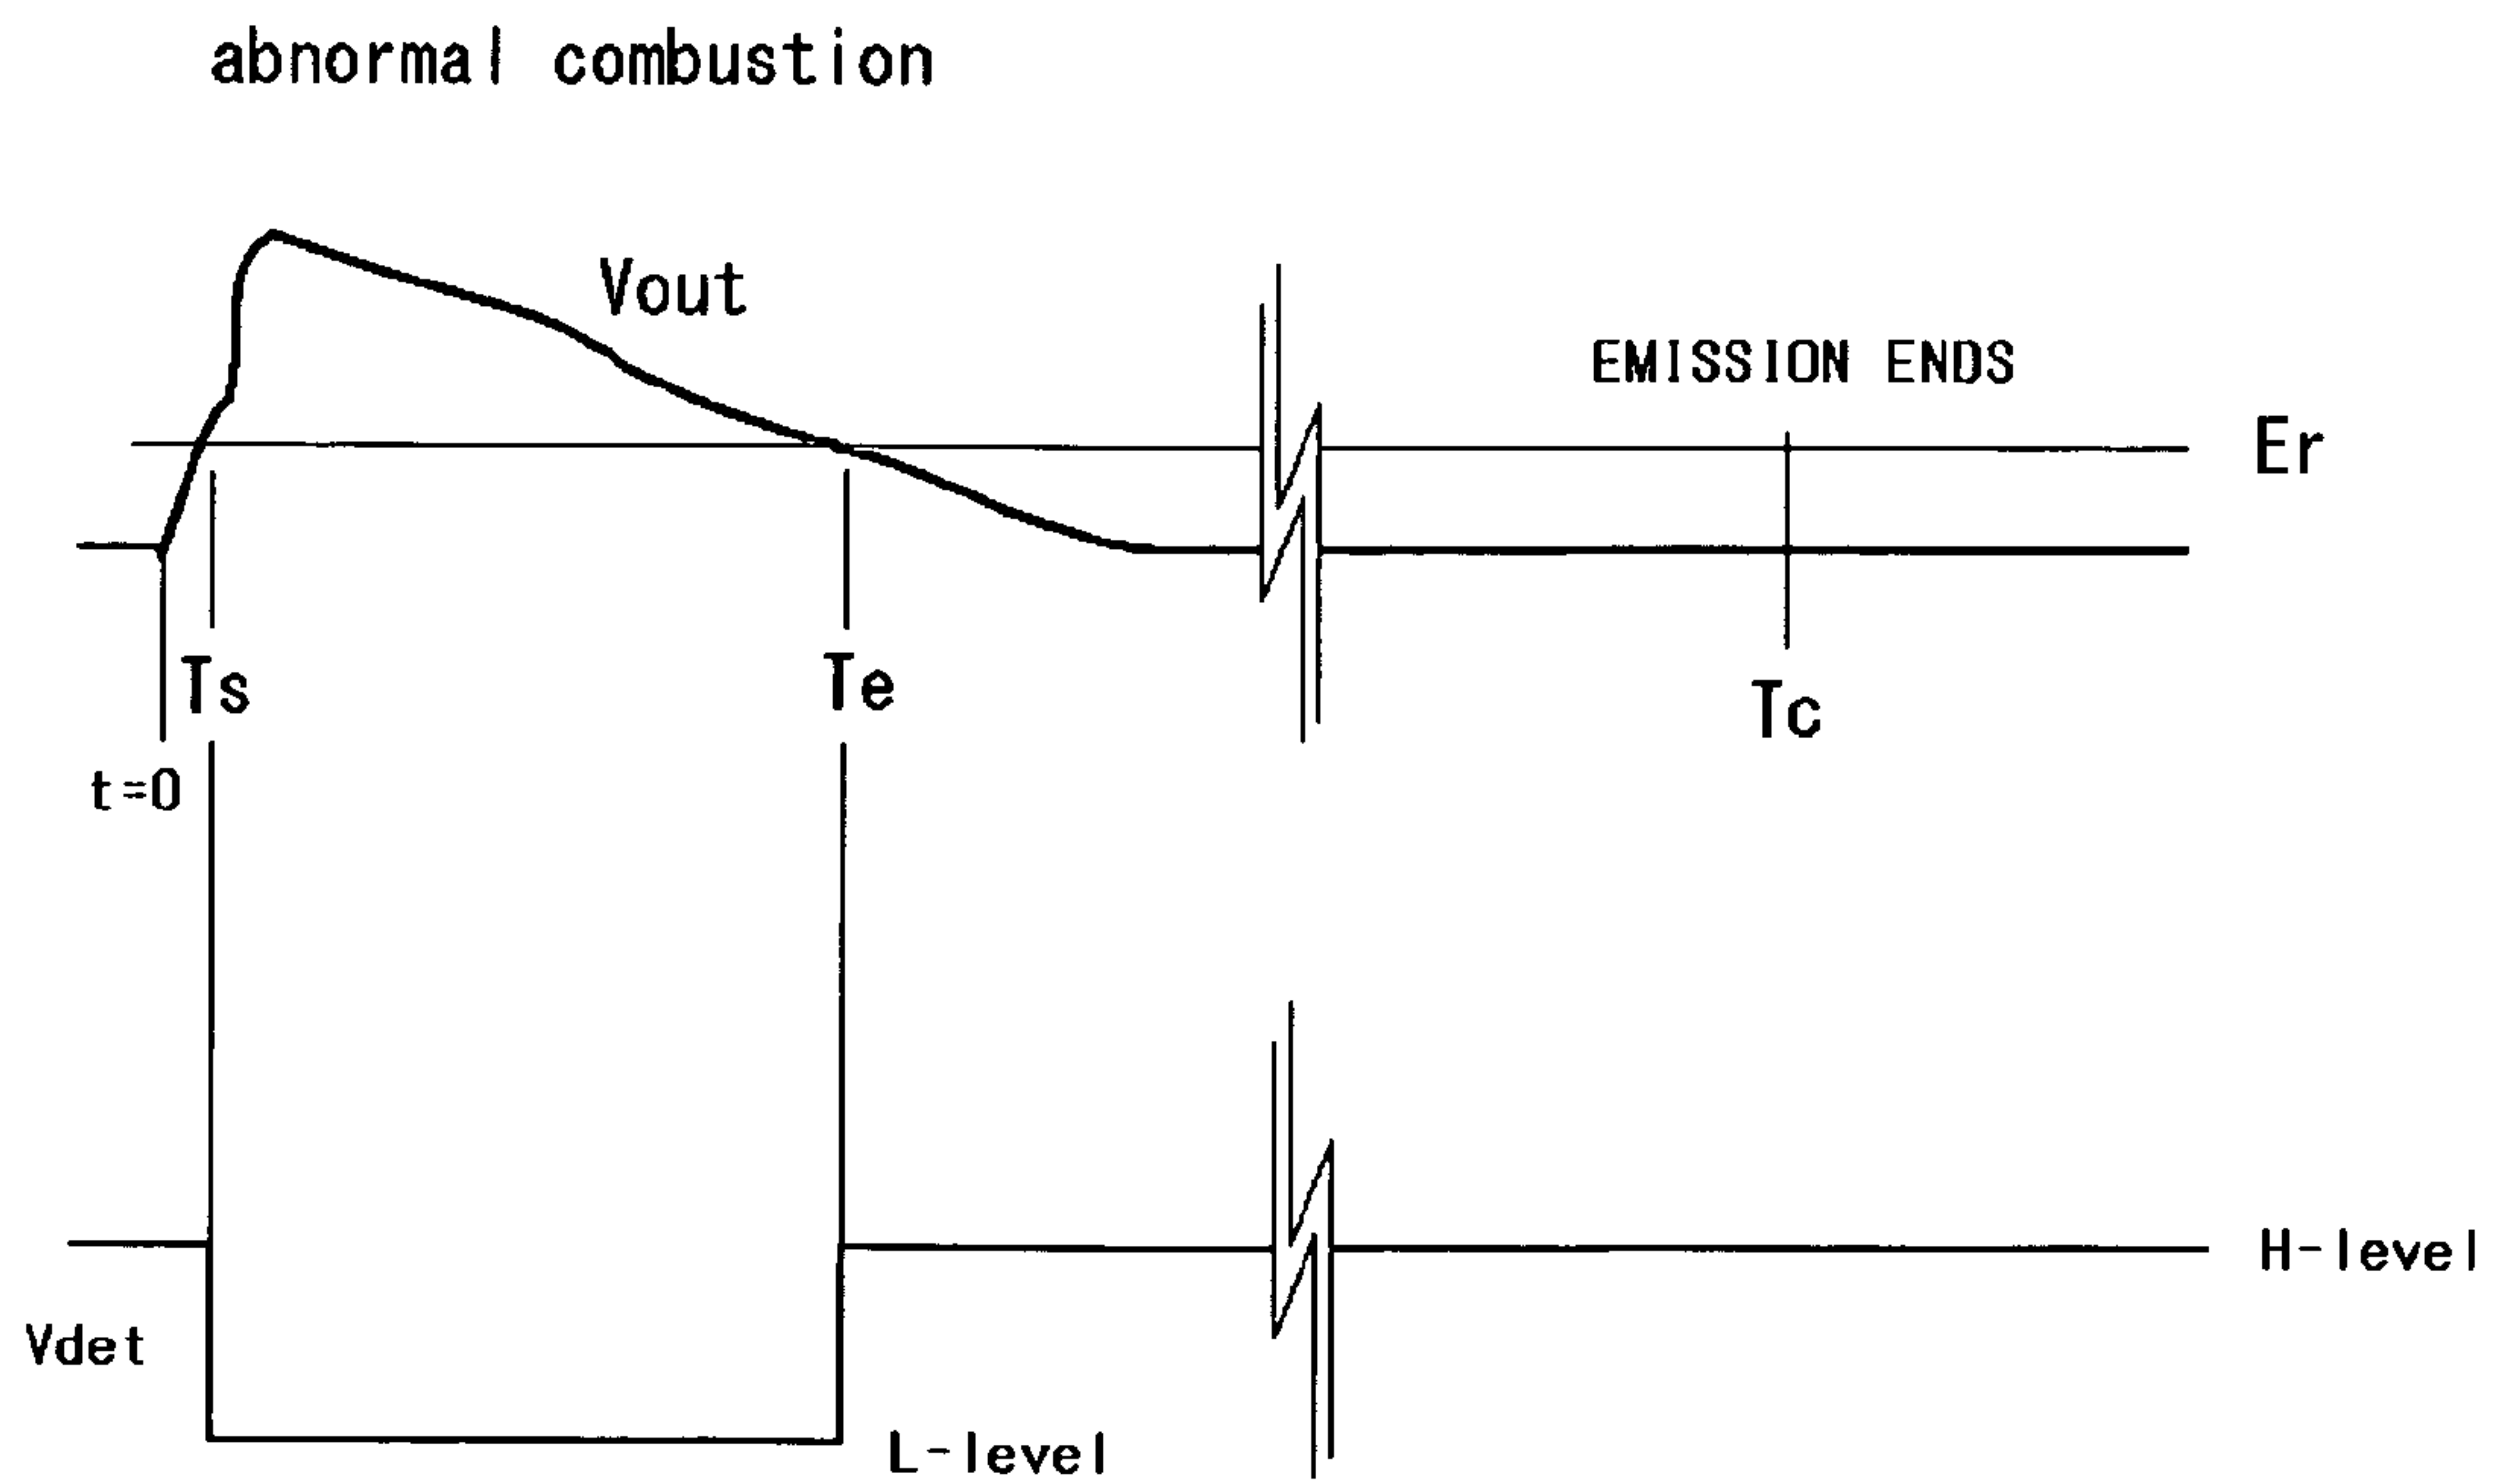 abnormal combustion
Vout
EMISSION ENDS
Er
Ts
Te
Tc
t=0
H-level
Vdet
L-level